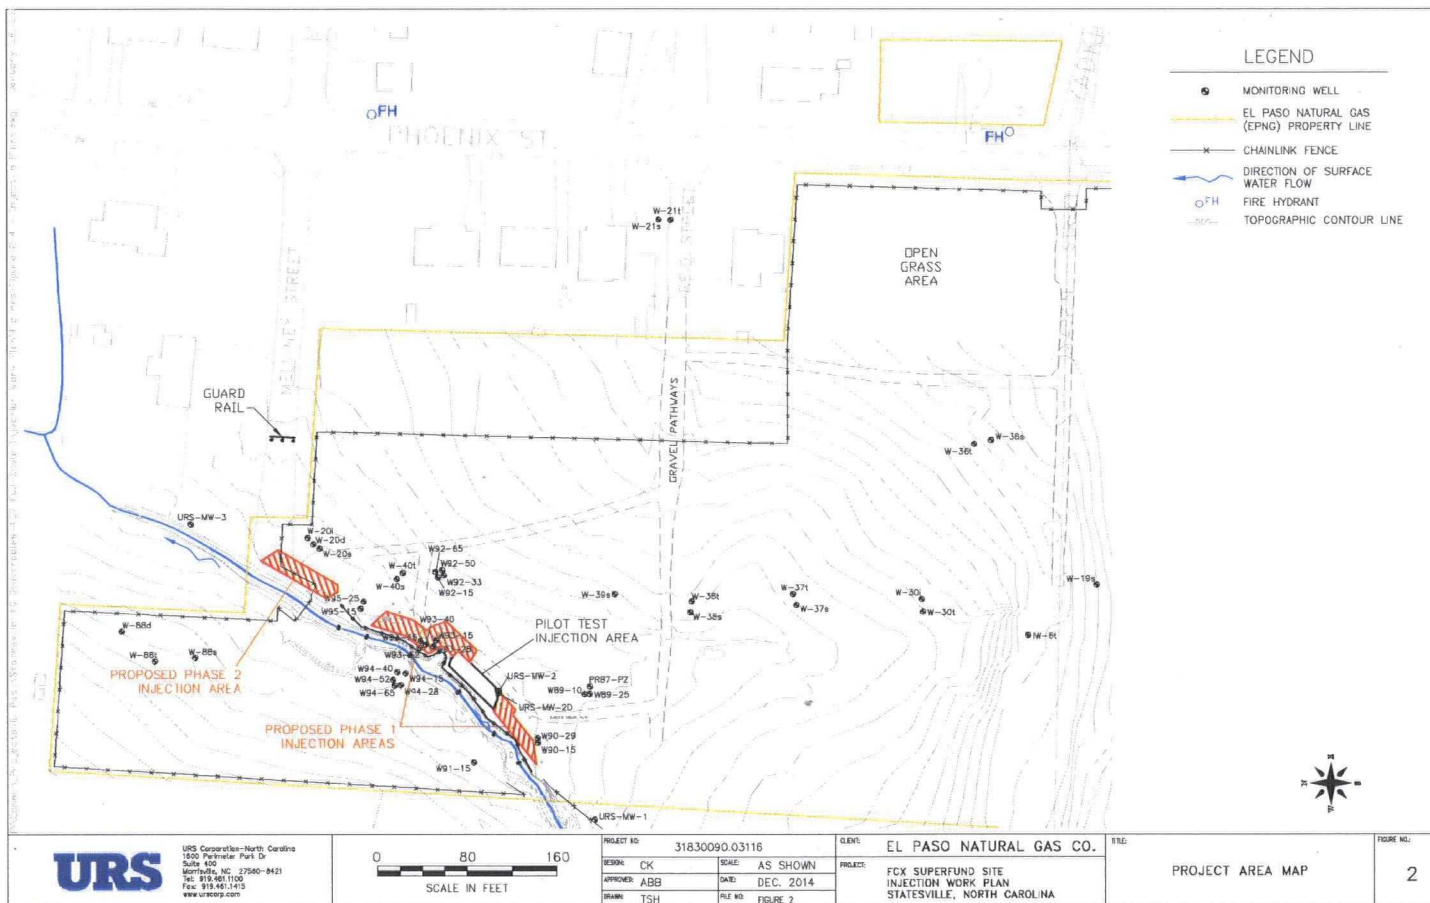 LEGEND
MONITORING WELL
EL PASO NATURAL GAS
(EPNG) PROPERTY LINE
CHAINLINK FENCE
DIRECTION OF SURFACE
WATER FLOW
FH
FIRE HYDRANT
TOPOGRAPHIC CONTOUR LINE
FH
FH
PHOENIX ST
W-21t
W-21s
OPEN
GRASS
AREA
GUARD
RAIL
GRAVEL PATHWAYS
W-36s
W-36t
URS-MW-3
W-20i
W-20d
W-20s
W92-65
W92-50
W92-33
W92-15
W-40t
W-40s
W95-25
W95-15
W-39s
W-38t
W-38s
W-37t
W-37s
W-30i
W-30t
W-19s
W-6t
W93-40
W93-15
PILOT TEST
INJECTION AREA
W-88d
W-88t
W-88s
PROPOSED PHASE 2
INJECTION AREA
W94-40
W94-15
W94-52
W94-65
W94-28
URS-MW-2
URS-MW-2D
PR87-PZ
W89-10
W89-25
PROPOSED PHASE 1
INJECTION AREAS
W90-29
W90-15
W91-15
URS-MW-1
URS
URS Corporation-North Carolina
1600 Perimeter Park Dr
Suite 400
Morrisville, NC 27560-8421
Tel: 919.461.1100
Fax: 919.461.1415
www.urscorp.com
0 80 160
SCALE IN FEET
PROJECT NO: 31830090.03116
DESIGN: CK
SCALE: AS SHOWN
APPROVED: ABB
DATE: DEC. 2014
DRAWN: TSH
FILE NO: FIGURE 2
CLIENT: EL PASO NATURAL GAS CO.
PROJECT: FCX SUPERFUND SITE
INJECTION WORK PLAN
STATESVILLE, NORTH CAROLINA
TITLE:
PROJECT AREA MAP
FIGURE NO.:
2